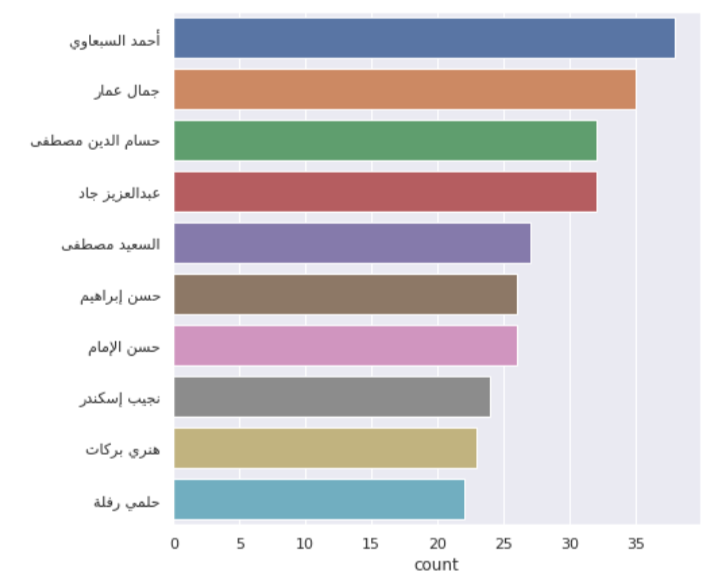 أحمد السبعاوي
جمال عمار
حسام الدين مصطفى
عبدالعزيز جاد
السعيد مصطفى
حسن إبراهيم
حسن الإمام
نجيب إسكندر
هنري بركات
حلمي رفلة
0 5 10 15 20 25 30 35
count